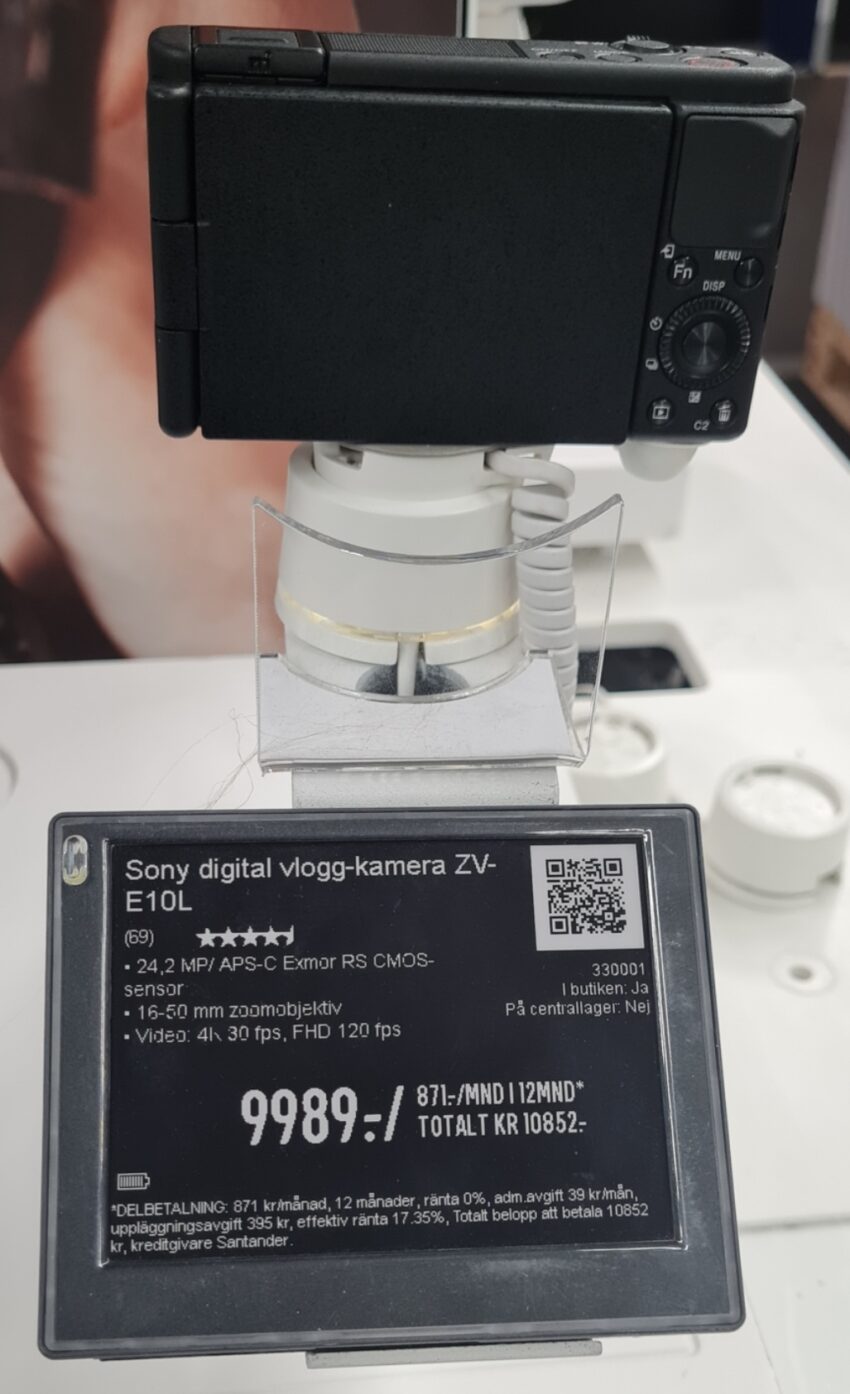 Fn
MENU
DISP
C2
Sony digital vlogg-kamera ZV-
E10L
(69)
• 24,2 MP/ APS-C Exmor RS CMOS-
sensor
• 16-50 mm zoomobjektiv
• Video: 4k 30 fps, FHD 120 fps
330001
I butiken: Ja
På centrallager: Nej
9989:-/
871:-/MND I 12MND*
TOTALT KR 10852:-
*DELBETALNING: 871 kr/månad, 12 månader, ränta 0%, adm.avgift 39 kr/mån,
uppläggningsavgift 395 kr, effektiv ränta 17.35%, Totalt belopp att betala 10852
kr, kreditgivare Santander.